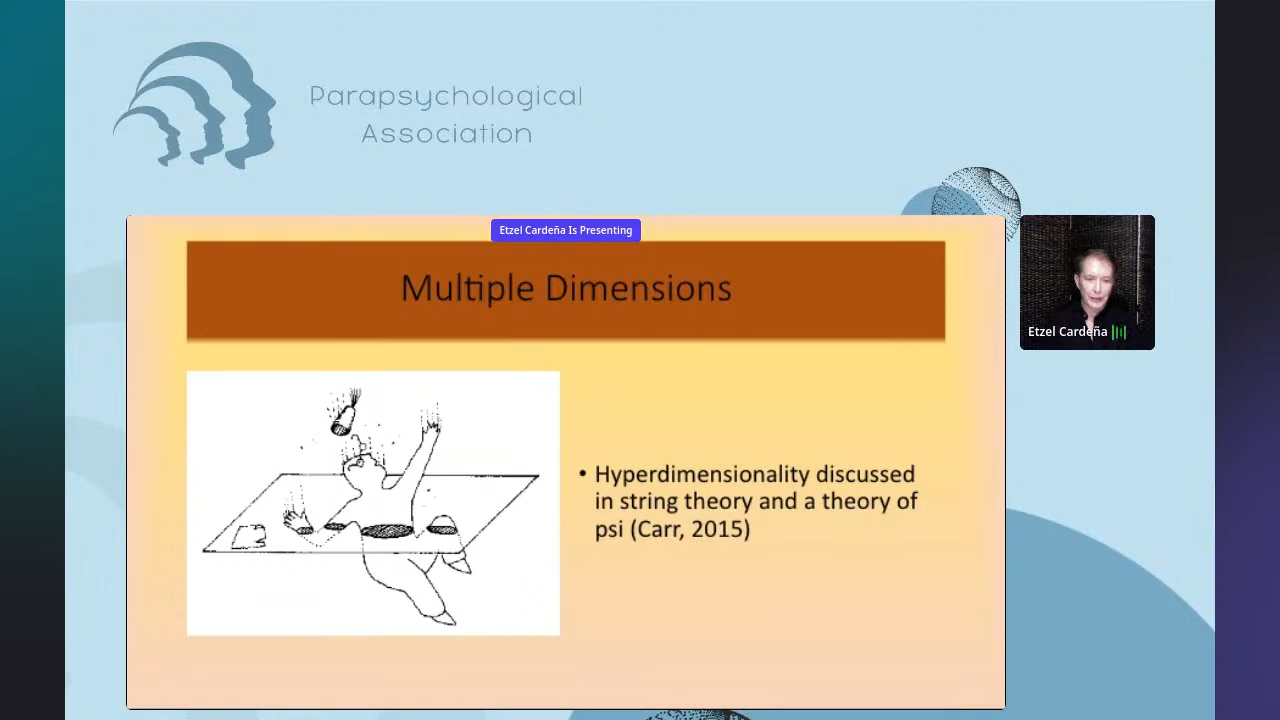 Parapsychological
Association
Etzel Cardeña Is Presenting
Multiple Dimensions
Etzel Cardeña
• Hyperdimensionality discussed
in string theory and a theory of
psi (Carr, 2015)